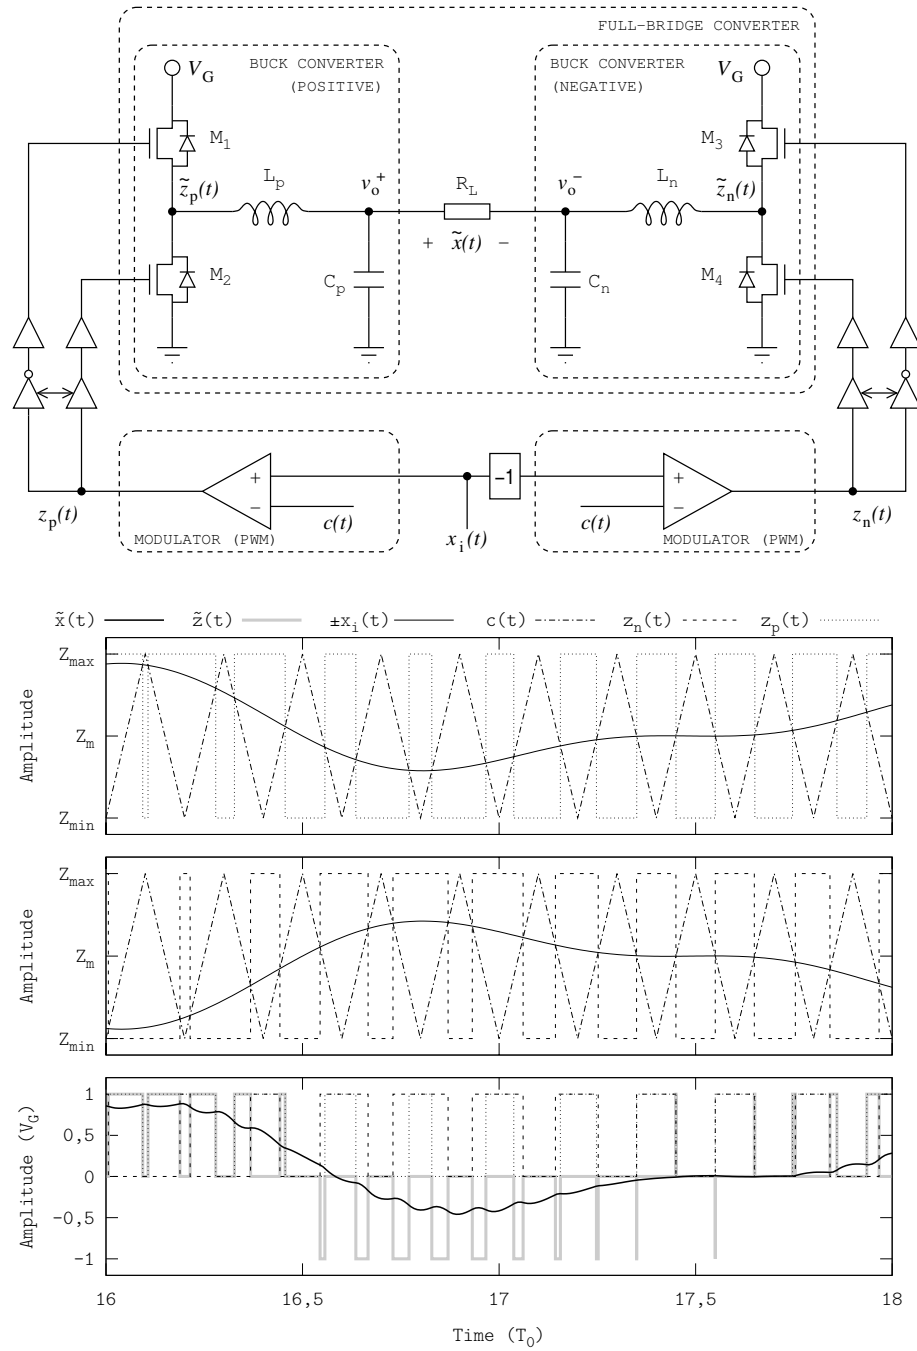 FULL-BRIDGE CONVERTER
BUCK CONVERTER
(POSITIVE)
BUCK CONVERTER
(NEGATIVE)
V_G
V_G
M_1
M_3
L_p
v_o^+
R_L
v_o^-
L_n
z̃_p(t)
z̃_n(t)
+ x̃(t) −
M_2
C_p
C_n
M_4
+
-1
+
−
c(t)
c(t)
−
z_p(t)
x_i(t)
z_n(t)
MODULATOR (PWM)
MODULATOR (PWM)
x̃(t) z̃(t) ±x_i(t) c(t) z_n(t) z_p(t)
Z_max
Z_m
Z_min
Amplitude
Z_max
Z_m
Z_min
Amplitude
1
0,5
0
−0,5
−1
Amplitude (V_G)
16 16,5 17 17,5 18
Time (T_0)